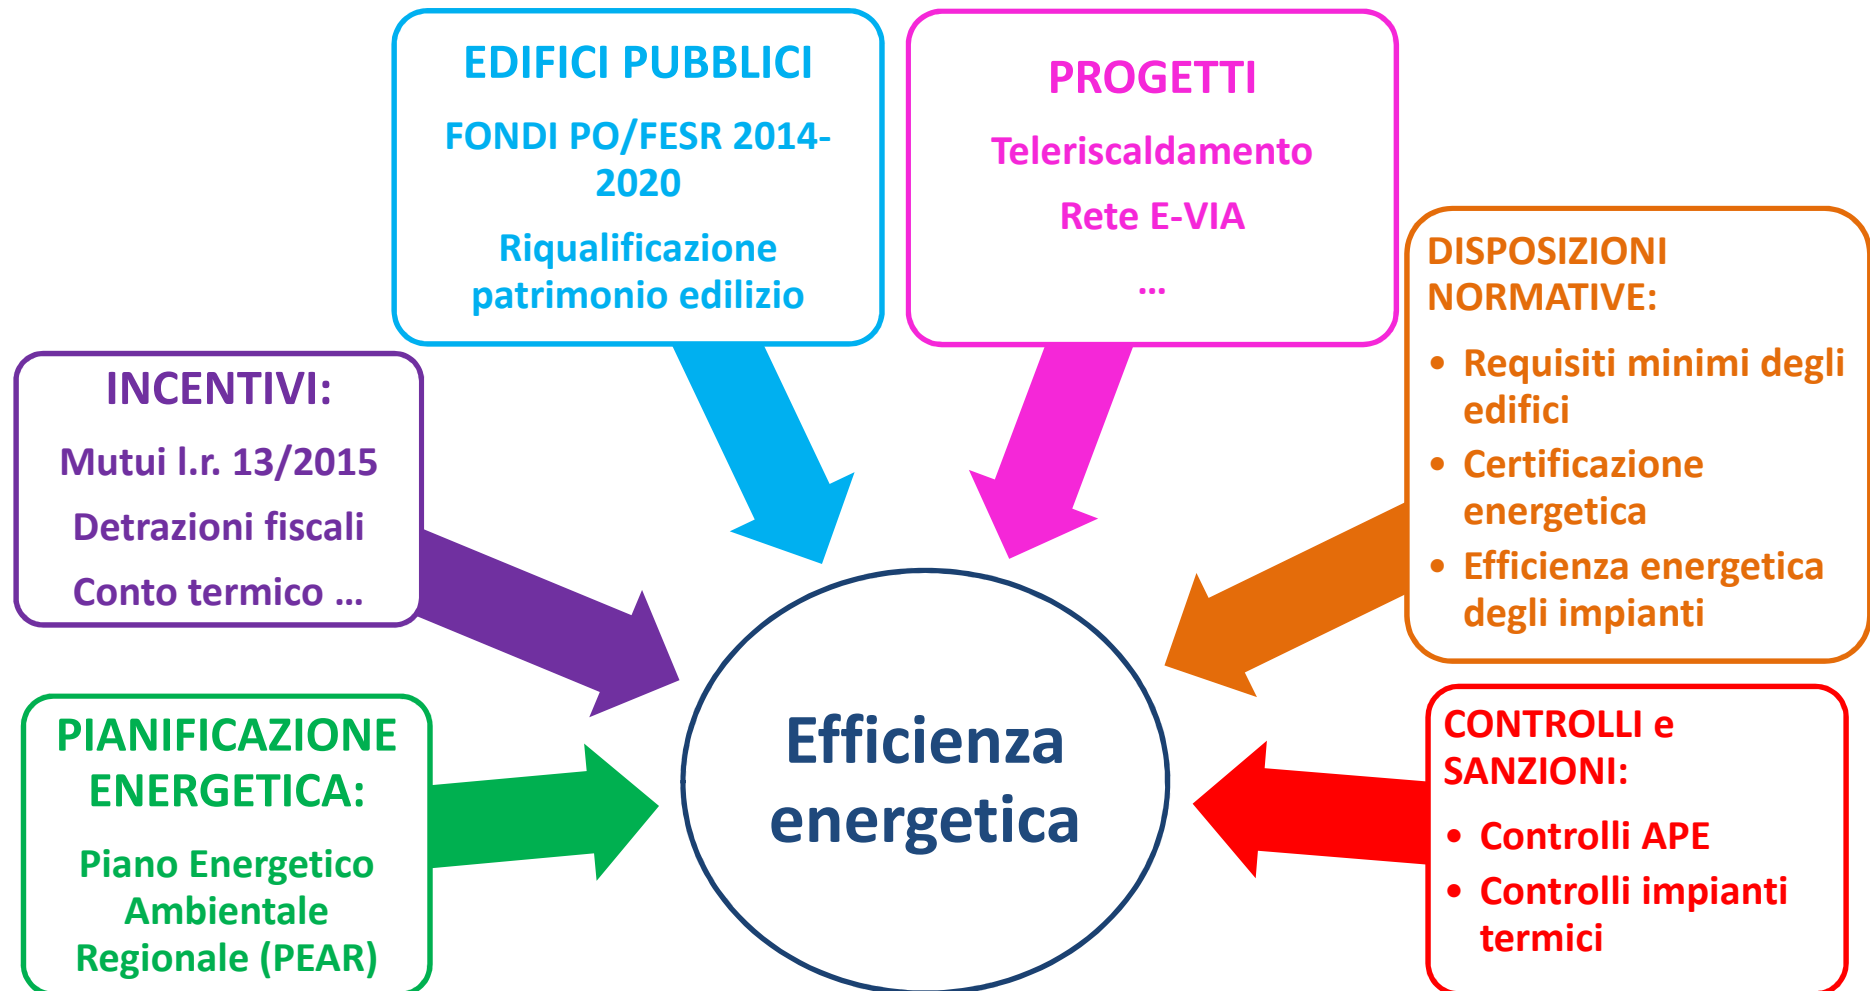 EDIFICI PUBBLICI
FONDI PO/FESR 2014-
2020
Riqualificazione
patrimonio edilizio
PROGETTI
Teleriscaldamento
Rete E-VIA
...
DISPOSIZIONI
NORMATIVE:
• Requisiti minimi degli
edifici
• Certificazione
energetica
• Efficienza energetica
degli impianti
INCENTIVI:
Mutui l.r. 13/2015
Detrazioni fiscali
Conto termico ...
PIANIFICAZIONE
ENERGETICA:
Piano Energetico
Ambientale
Regionale (PEAR)
Efficienza
energetica
CONTROLLI e
SANZIONI:
• Controlli APE
• Controlli impianti
termici